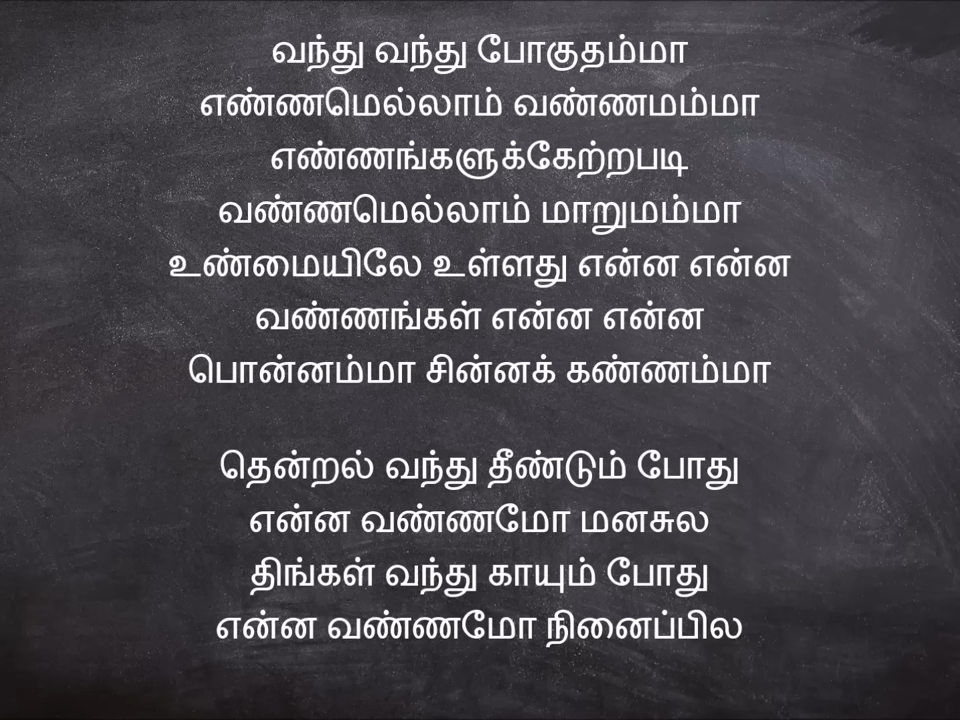 வந்து வந்து போகுதம்மா
எண்ணமெல்லாம் வண்ணமம்மா
எண்ணங்களுக்கேற்றபடி
வண்ணமெல்லாம் மாறுமம்மா
உண்மையிலே உள்ளது என்ன என்ன
வண்ணங்கள் என்ன என்ன
பொன்னம்மா சின்னக் கண்ணம்மா

தென்றல் வந்து தீண்டும் போது
என்ன வண்ணமோ மனசுல
திங்கள் வந்து காயும் போது
என்ன வண்ணமோ நினைப்பில